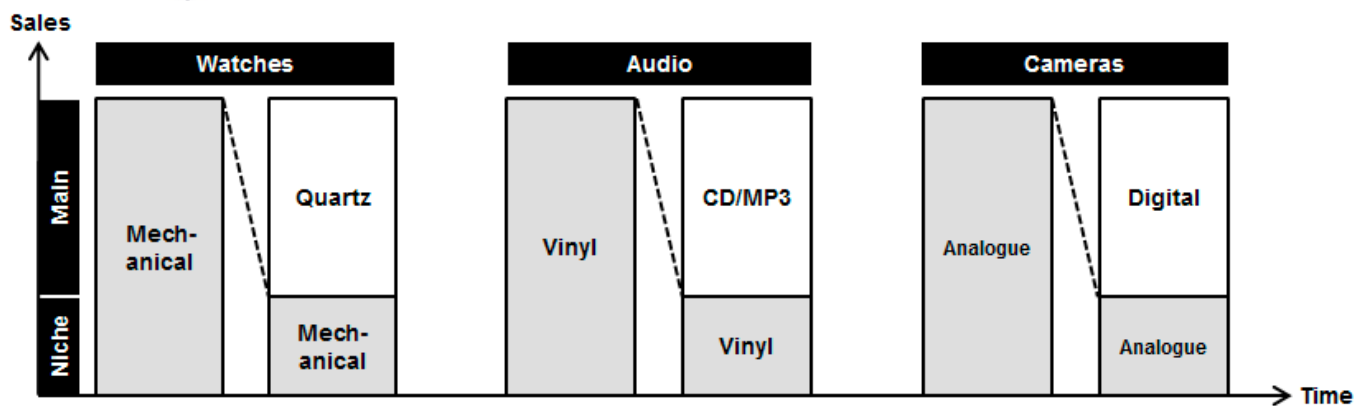 Sales
Watches
Audio
Cameras
Main
Niche
Mech-
anical
Quartz
Mech-
anical
Vinyl
CD/MP3
Vinyl
Analogue
Digital
Analogue
Time